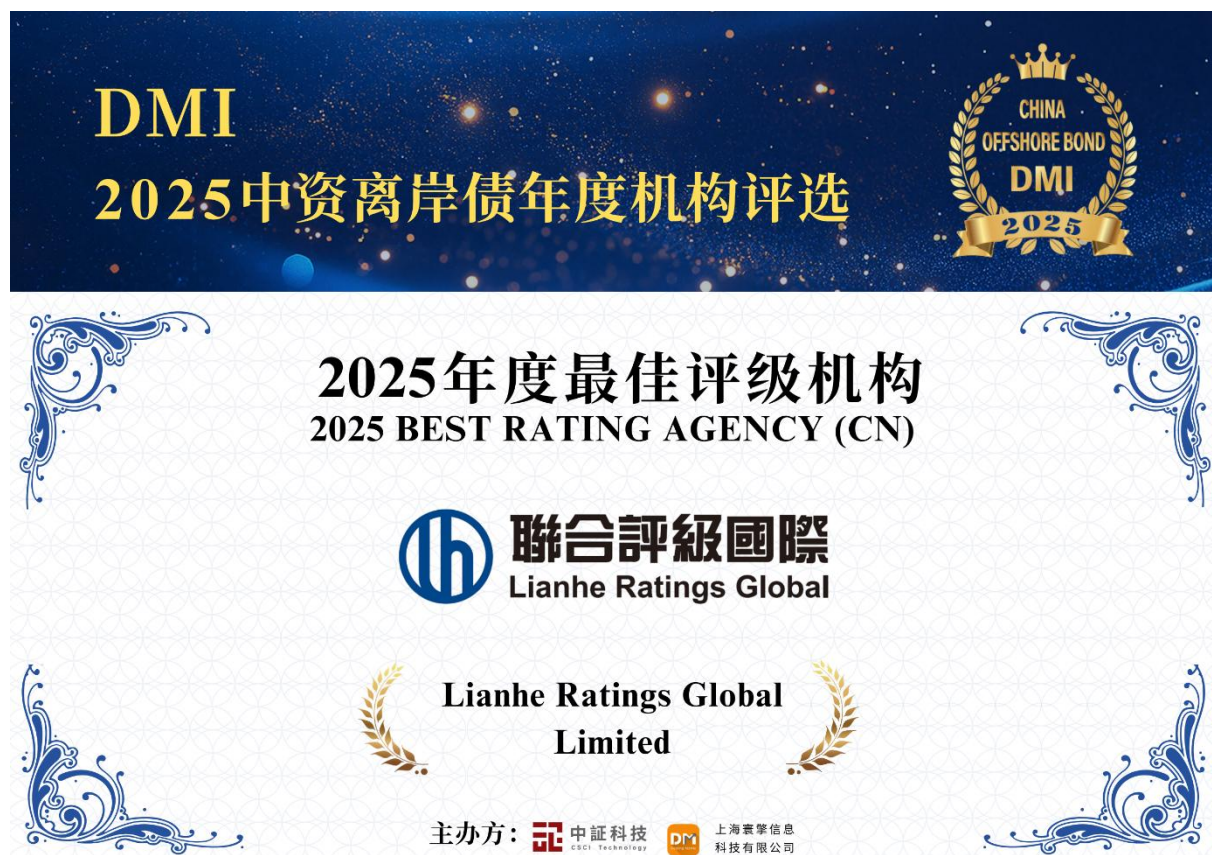 DMI
2025中资离岸债年度机构评选
CHINA
OFFSHORE BOND
DMI
2025
2025年度最佳评级机构
2025 BEST RATING AGENCY (CN)
聯合評級國際
Lianhe Ratings Global
Lianhe Ratings Global
Limited
主办方：
中証科技
CSCI Technology
DM
上海寰擎信息
科技有限公司